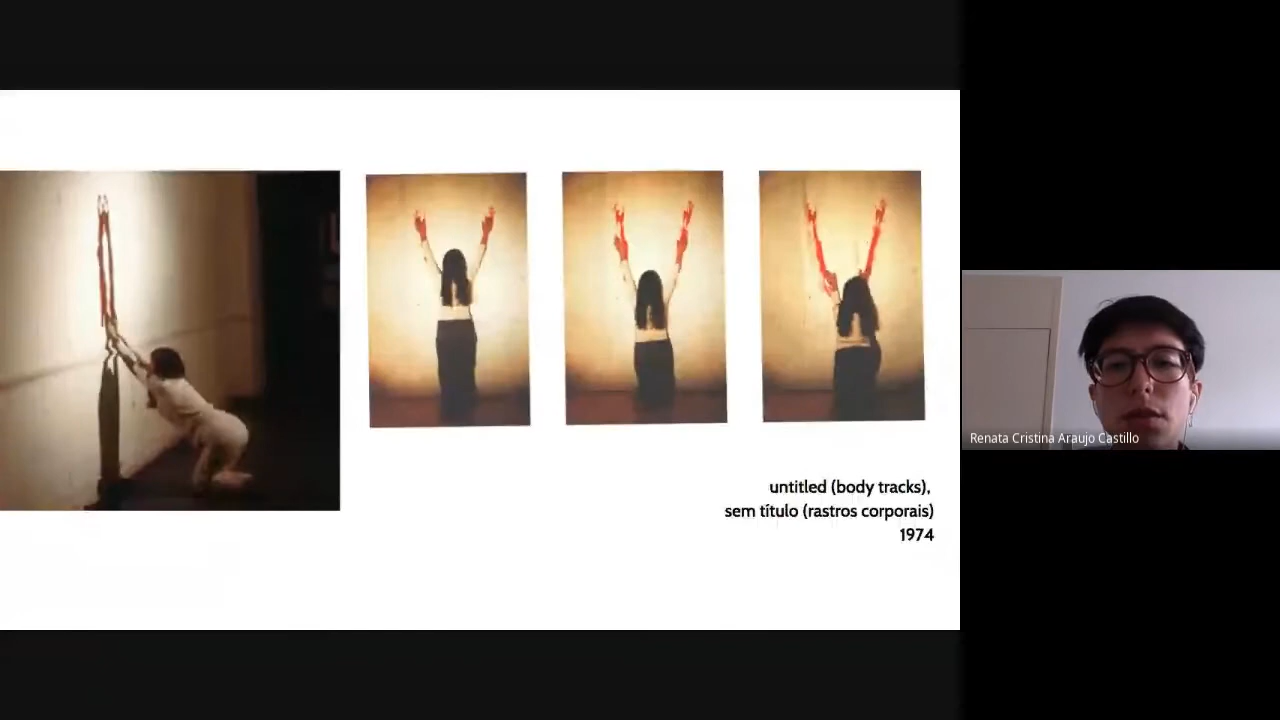 untitled (body tracks),
sem título (rastros corporais)
1974
Renata Cristina Araujo Castillo